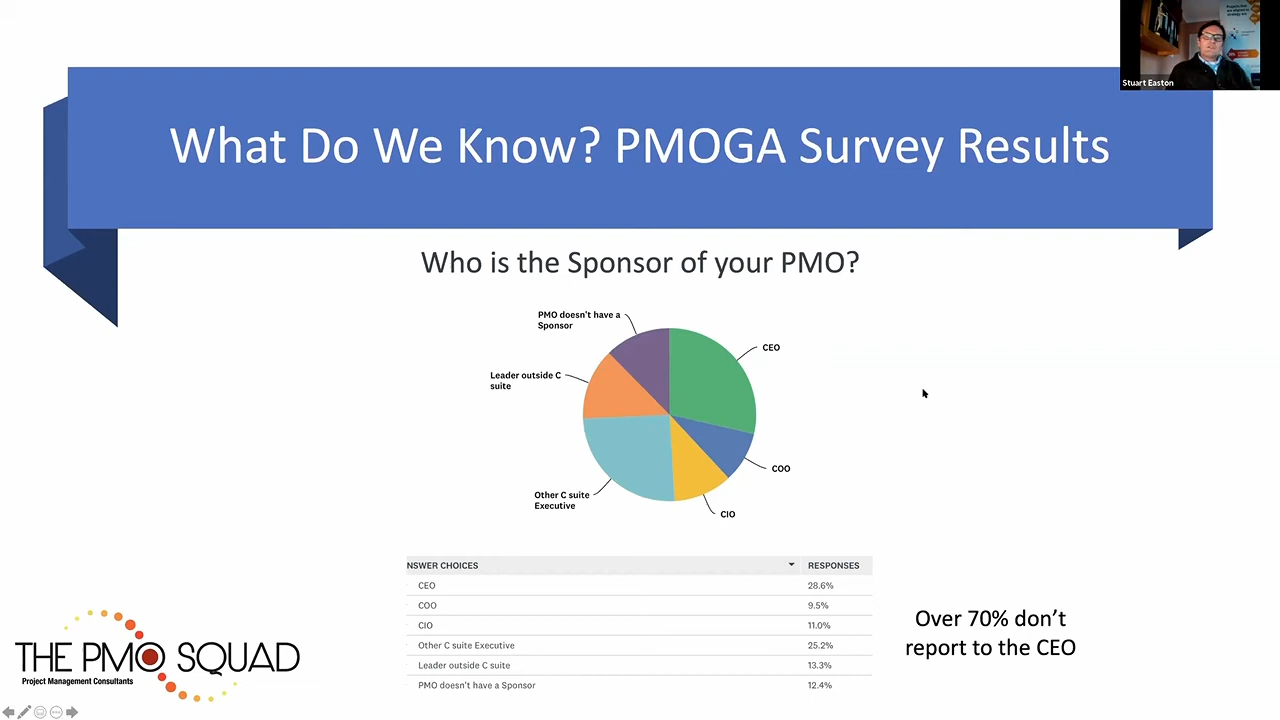 Stuart Easton
What Do We Know? PMOGA Survey Results
Who is the Sponsor of your PMO?
PMO doesn't have a
Sponsor
CEO
Leader outside C
suite
COO
Other C suite
Executive
CIO
NSWER CHOICES RESPONSES
CEO 28.6%
COO 9.5%
CIO 11.0%
Other C suite Executive 25.2%
Leader outside C suite 13.3%
PMO doesn't have a Sponsor 12.4%
Over 70% don't
report to the CEO
THE PMO SQUAD
Project Management Consultants